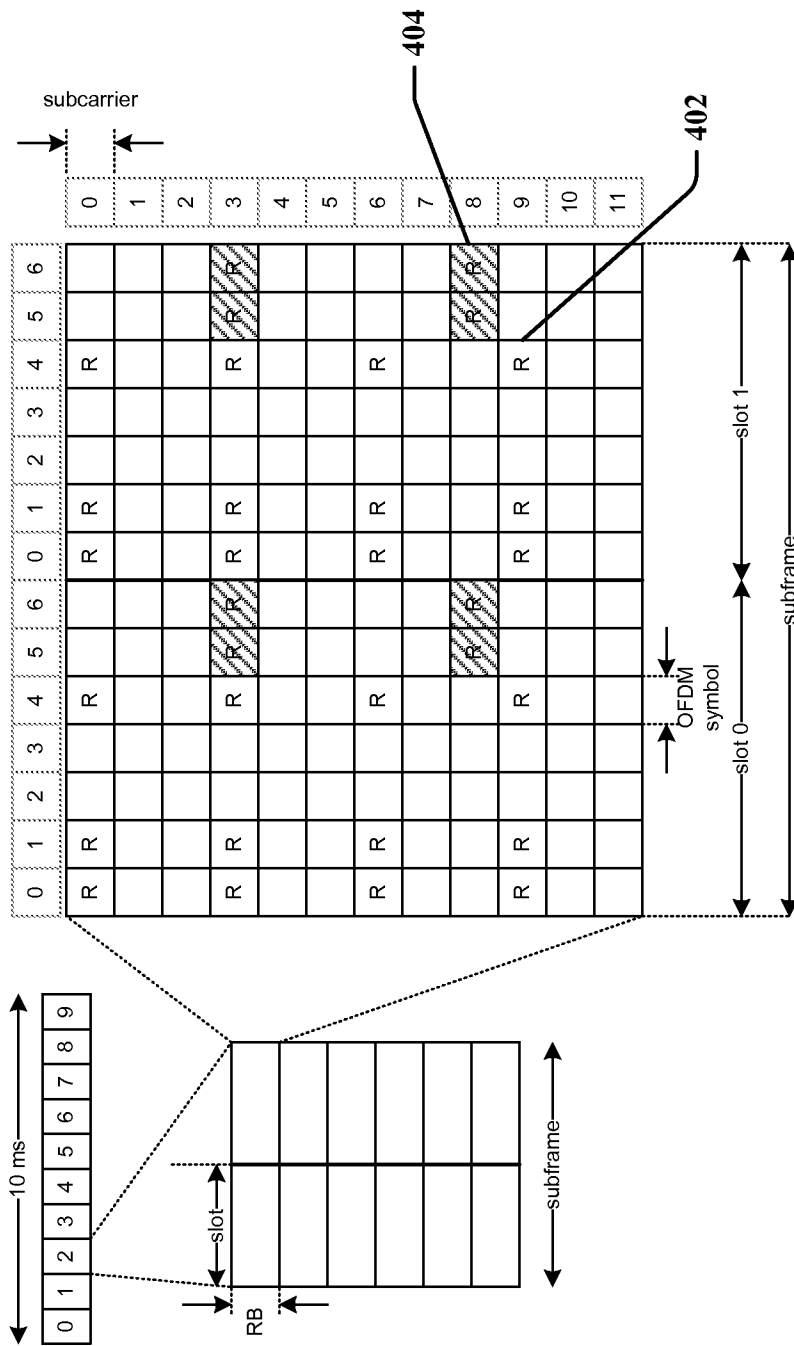 10 ms
0 1 2 3 4 5 6 7 8 9
slot
RB
subframe
subcarrier
0 1 2 3 4 5 6 0 1 2 3 4 5 6
R R R R R R 0
1
2
R R R R R R R R R R 3
4
5
R R R R R R 6
7
R R R R 8
R R R R R R 9
10
11
404
402
OFDM
symbol
slot 0
slot 1
subframe